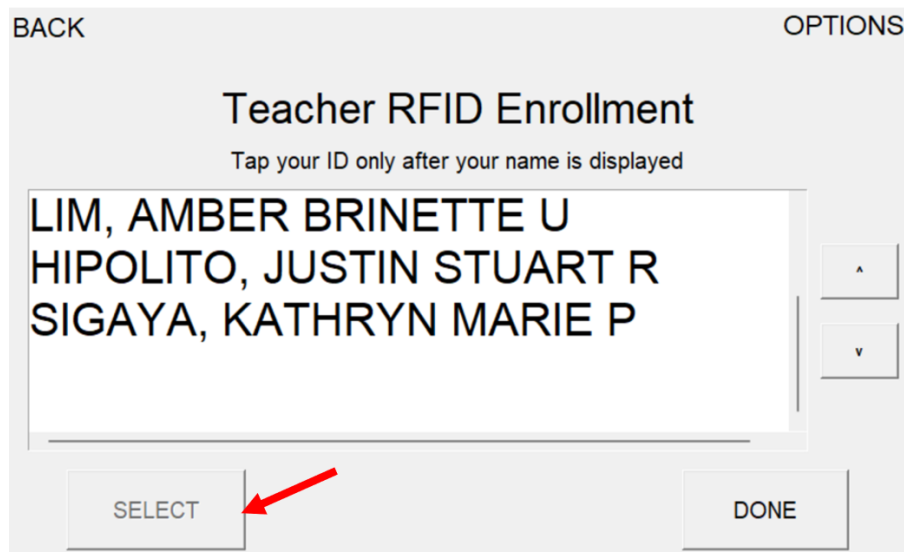 BACK
OPTIONS
Teacher RFID Enrollment
Tap your ID only after your name is displayed
LIM, AMBER BRINETTE U
HIPOLITO, JUSTIN STUART R
SIGAYA, KATHRYN MARIE P
^
v
SELECT
DONE